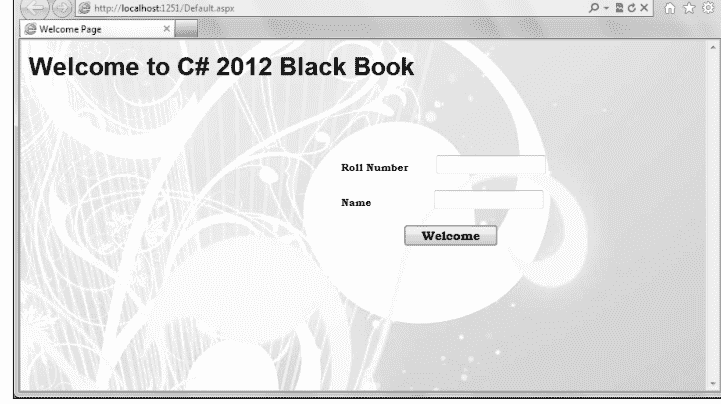 http://localhost:1251/Default.aspx
Welcome Page
Welcome to C# 2012 Black Book
Roll Number
Name
Welcome